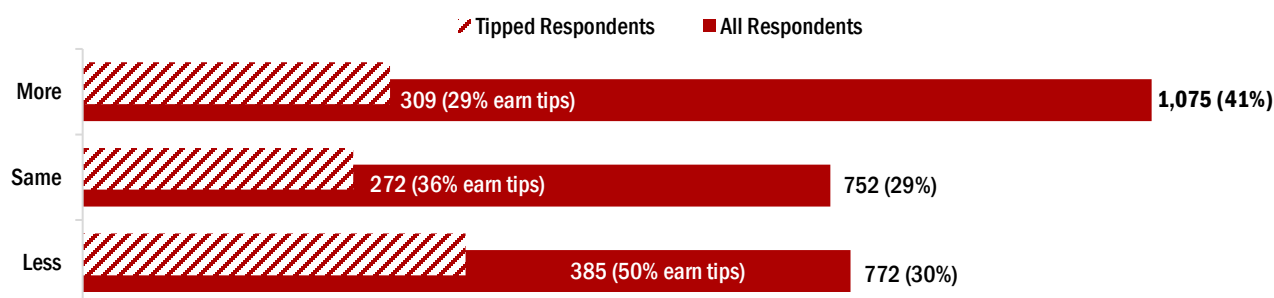 Tipped Respondents All Respondents
More 309 (29% earn tips) 1,075 (41%)
Same 272 (36% earn tips) 752 (29%)
Less 385 (50% earn tips) 772 (30%)